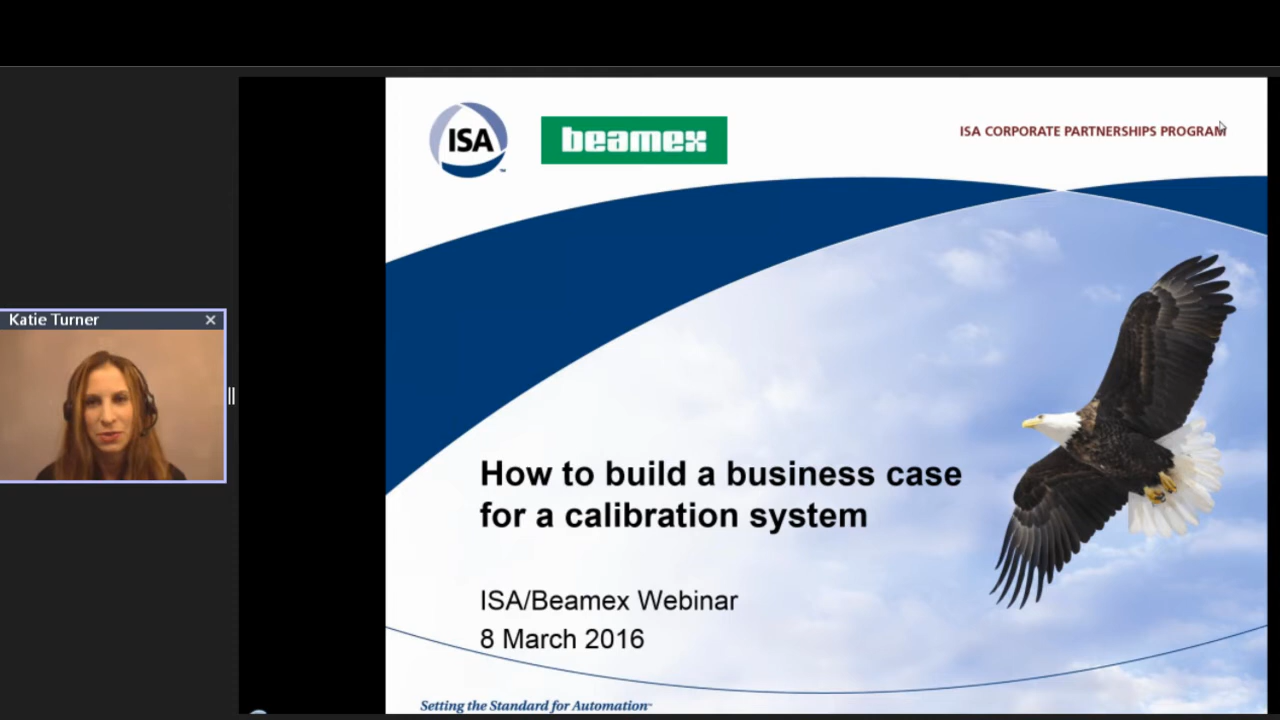 ISA
beamex
ISA CORPORATE PARTNERSHIPS PROGRAM
Katie Turner
How to build a business case
for a calibration system
ISA/Beamex Webinar
8 March 2016
Setting the Standard for Automation™